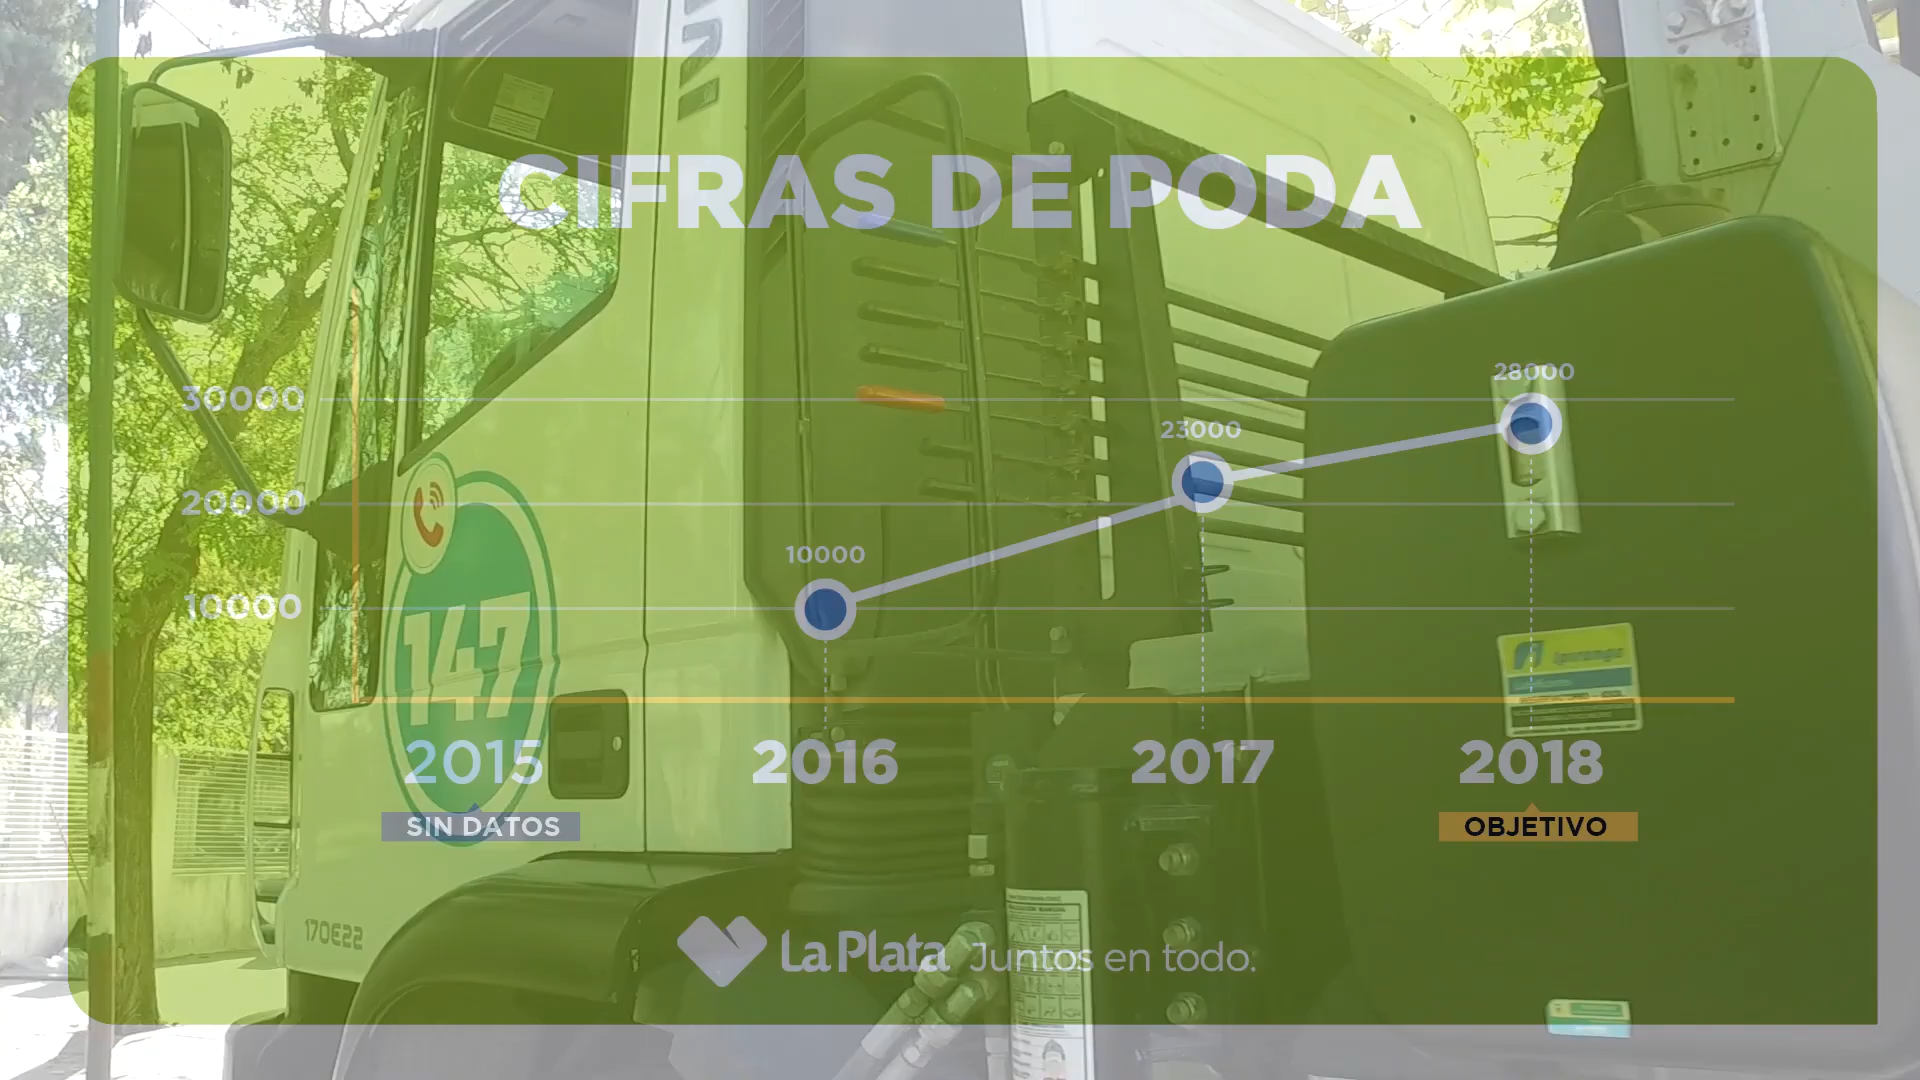 CIFRAS DE PODA
28000
30000
23000
20000
10000
10000
147
2015
2016
2017
2018
SIN DATOS
OBJETIVO
170E22
La Plata Juntos en todo.